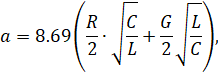 a = 8.69 ( R/2 · √(C/L) + G/2 √(L/C) ),